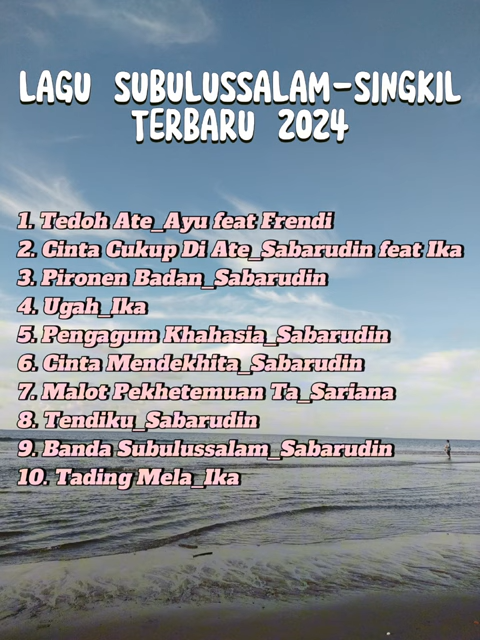 LAGU SUBULUSSALAM-SINGKIL
TERBARU 2024
1. Tedoh Ate_Ayu feat Frendi
2. Cinta Cukup Di Ate_Sabarudin feat Ika
3. Pironen Badan_Sabarudin
4. Ugah_Ika
5. Pengagum Khahasia_Sabarudin
6. Cinta Mendekhita_Sabarudin
7. Malot Pekhetemuan Ta_Sariana
8. Tendiku_Sabarudin
9. Banda Subulussalam_Sabarudin
10. Tading Mela_Ika